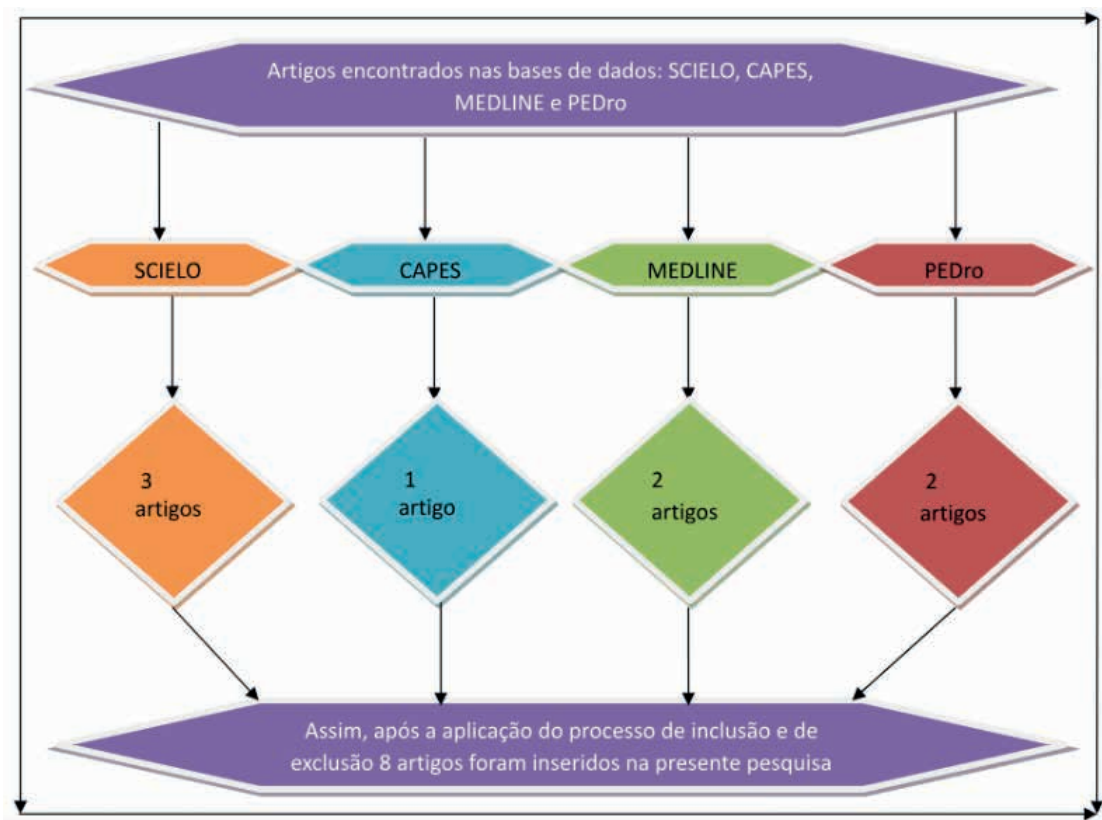 Artigos encontrados nas bases de dados: SCIELO, CAPES,
MEDLINE e PEDro
SCIELO
CAPES
MEDLINE
PEDro
3
artigos
1
artigo
2
artigos
2
artigos
Assim, após a aplicação do processo de inclusão e de
exclusão 8 artigos foram inseridos na presente pesquisa